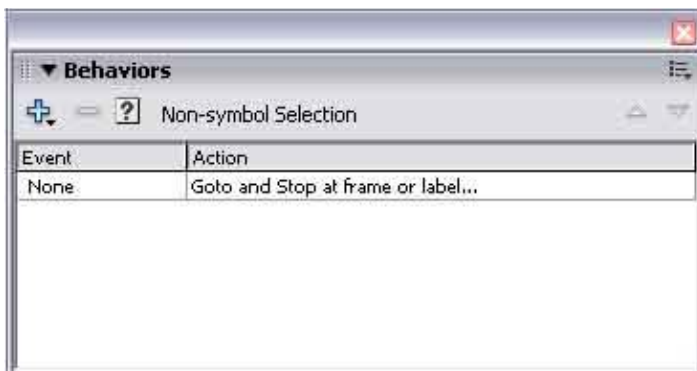 Behaviors
? Non-symbol Selection
Event Action
None Goto and Stop at frame or label...